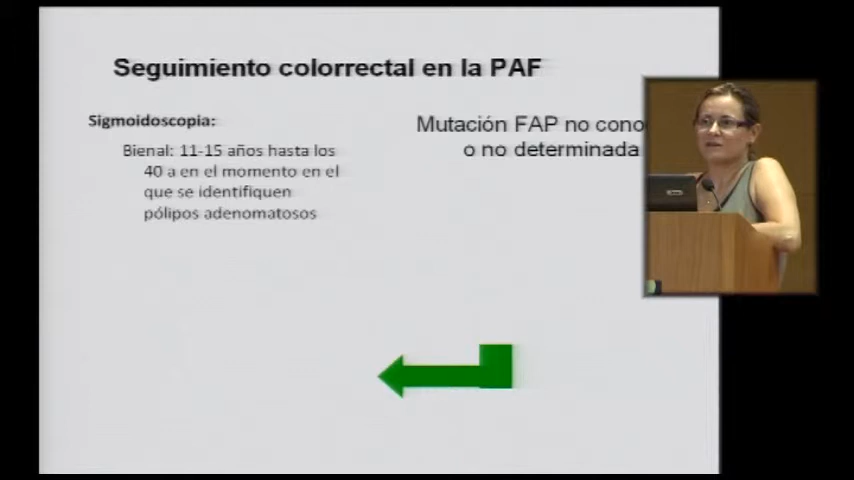 Seguimiento colorrectal en la PAF
Sigmoidoscopia:
Bienal: 11-15 años hasta los
40 a en el momento en el
que se identifiquen
pólipos adenomatosos
Mutación FAP no
o no determinada